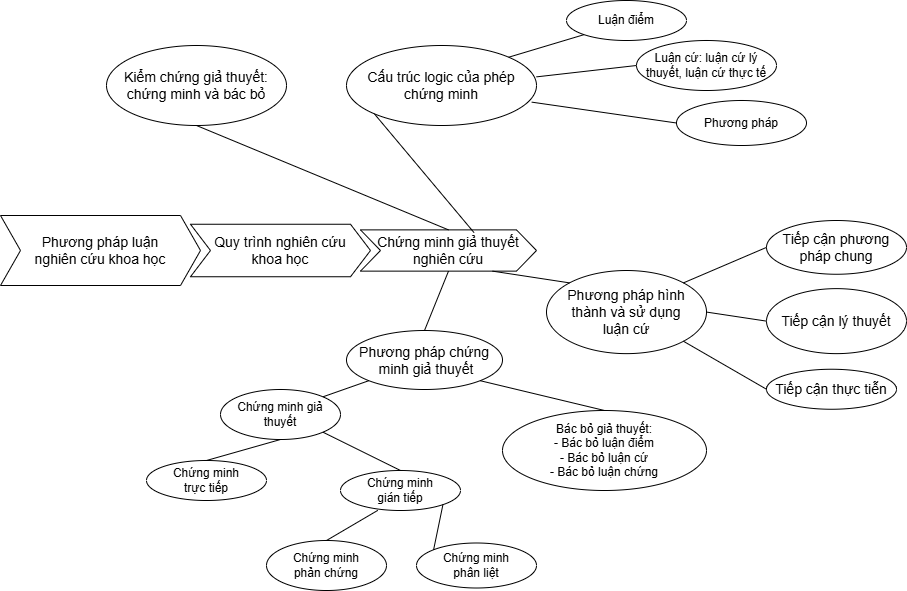 Luận điểm
Kiểm chứng giả thuyết:
chứng minh và bác bỏ
Cấu trúc logic của phép
chứng minh
Luận cứ: luận cứ lý
thuyết, luận cứ thực tế
Phương pháp
Phương pháp luận
nghiên cứu khoa học
Quy trình nghiên cứu
khoa học
Chứng minh giả thuyết
nghiên cứu
Tiếp cận phương
pháp chung
Phương pháp hình
thành và sử dụng
luận cứ
Tiếp cận lý thuyết
Tiếp cận thực tiễn
Phương pháp chứng
minh giả thuyết
Chứng minh giả
thuyết
Bác bỏ giả thuyết:
- Bác bỏ luận điểm
- Bác bỏ luận cứ
- Bác bỏ luận chứng
Chứng minh
trực tiếp
Chứng minh
gián tiếp
Chứng minh
phản chứng
Chứng minh
phân liệt